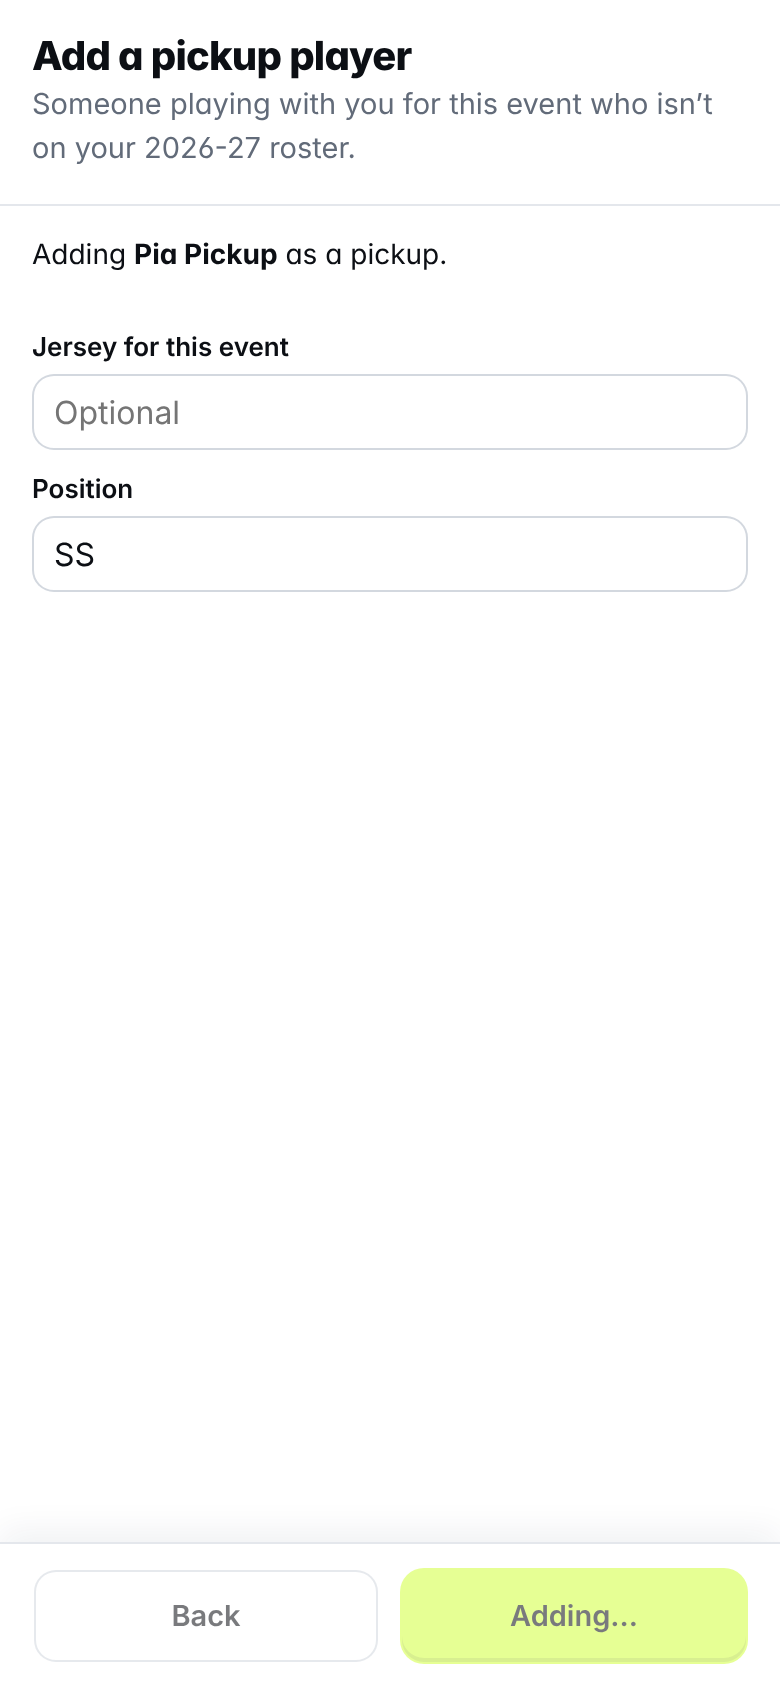 Add a pickup player
Someone playing with you for this event who isn’t
on your 2026-27 roster.
Adding Pia Pickup as a pickup.
Jersey for this event
Optional
Position
SS
Back
Adding...